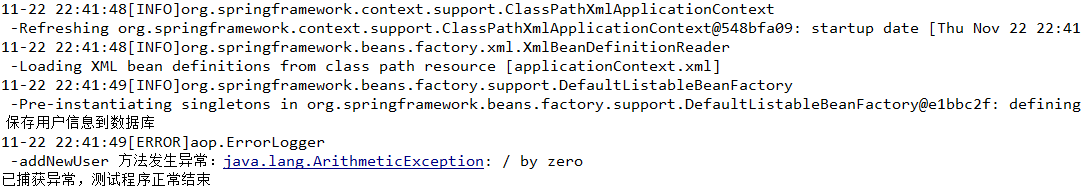 11-22 22:41:48[INFO]org.springframework.context.support.ClassPathXmlApplicationContext
-Refreshing org.springframework.context.support.ClassPathXmlApplicationContext@548bfa09: startup date [Thu Nov 22 22:41
11-22 22:41:48[INFO]org.springframework.beans.factory.xml.XmlBeanDefinitionReader
-Loading XML bean definitions from class path resource [applicationContext.xml]
11-22 22:41:49[INFO]org.springframework.beans.factory.support.DefaultListableBeanFactory
-Pre-instantiating singletons in org.springframework.beans.factory.support.DefaultListableBeanFactory@e1bbc2f: defining
保存用户信息到数据库
11-22 22:41:49[ERROR]aop.ErrorLogger
-addNewUser 方法发生异常：java.lang.ArithmeticException: / by zero
已捕获异常，测试程序正常结束